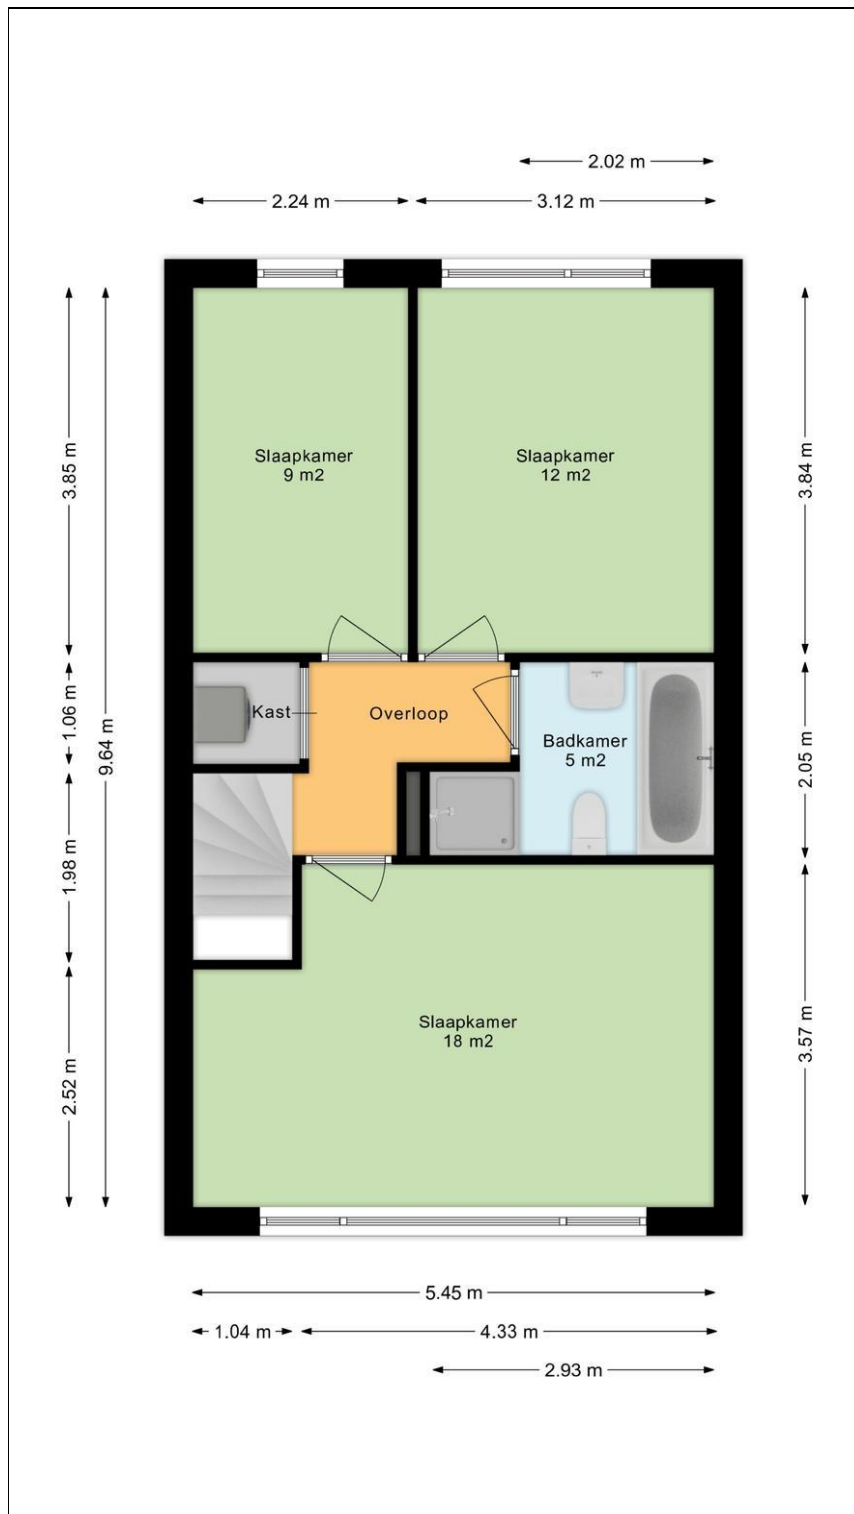 2.02 m
2.24 m
3.12 m
3.85 m
9.64 m
3.84 m
Slaapkamer
9 m2
Slaapkamer
12 m2
1.06 m
Kast
Overloop
Badkamer
5 m2
2.05 m
1.98 m
Slaapkamer
18 m2
2.52 m
3.57 m
5.45 m
1.04 m
4.33 m
2.93 m